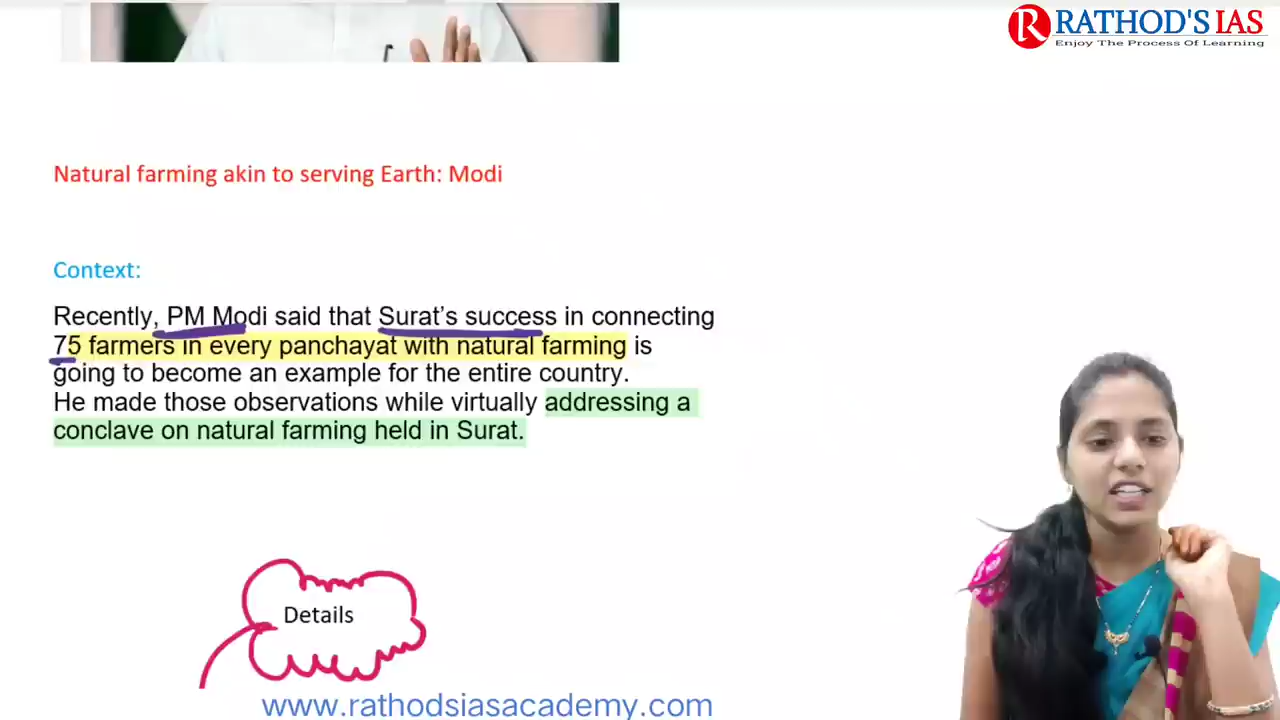 RATHOD'S IAS
Enjoy The Process Of Learning
Natural farming akin to serving Earth: Modi
Context:
Recently, PM Modi said that Surat’s success in connecting
75 farmers in every panchayat with natural farming is
going to become an example for the entire country.
He made those observations while virtually addressing a
conclave on natural farming held in Surat.
Details
www.rathodsiasacademy.com